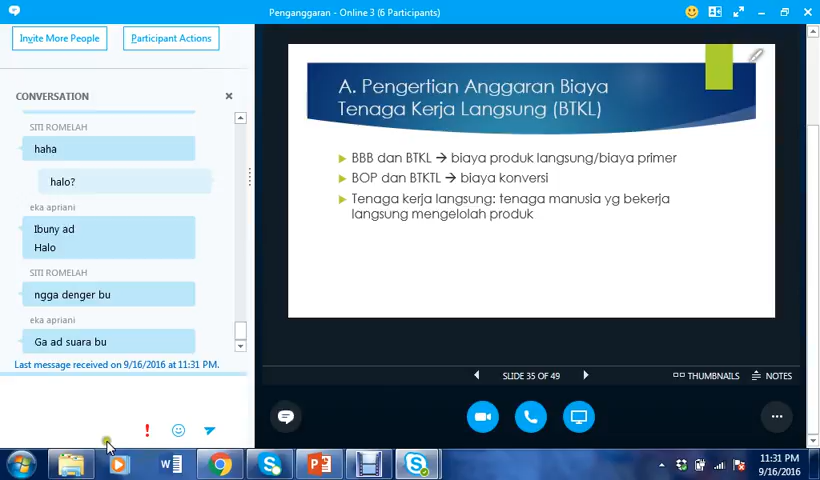 Penganggaran - Online 3 (6 Participants)
Invite More People
Participant Actions
CONVERSATION
SITI ROMELAH
haha
halo?
eka apriani
Ibuny ad
Halo
SITI ROMELAH
ngga denger bu
eka apriani
Ga ad suara bu
Last message received on 9/16/2016 at 11:31 PM.
A. Pengertian Anggaran Biaya
Tenaga Kerja Langsung (BTKL)
BBB dan BTKL → biaya produk langsung/biaya primer
BOP dan BTKTL → biaya konversi
Tenaga kerja langsung: tenaga manusia yg bekerja
langsung mengelolah produk
SLIDE 35 OF 49
THUMBNAILS
NOTES
11:31 PM
9/16/2016